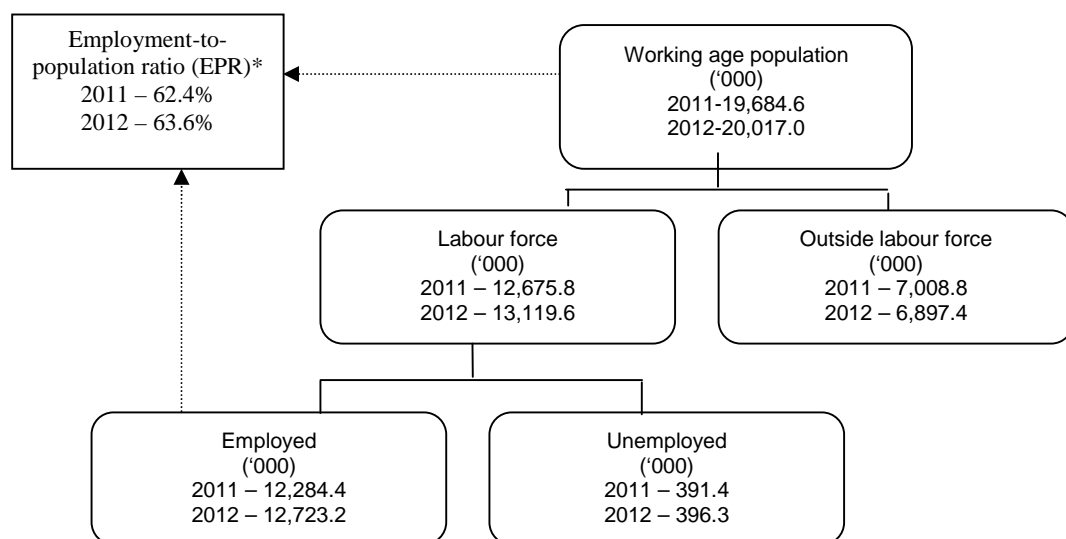 Employment-to-
population ratio (EPR)*
2011 – 62.4%
2012 – 63.6%
Working age population
(‘000)
2011-19,684.6
2012-20,017.0
Labour force
(‘000)
2011 – 12,675.8
2012 – 13,119.6
Outside labour force
(‘000)
2011 – 7,008.8
2012 – 6,897.4
Employed
(‘000)
2011 – 12,284.4
2012 – 12,723.2
Unemployed
(‘000)
2011 – 391.4
2012 – 396.3